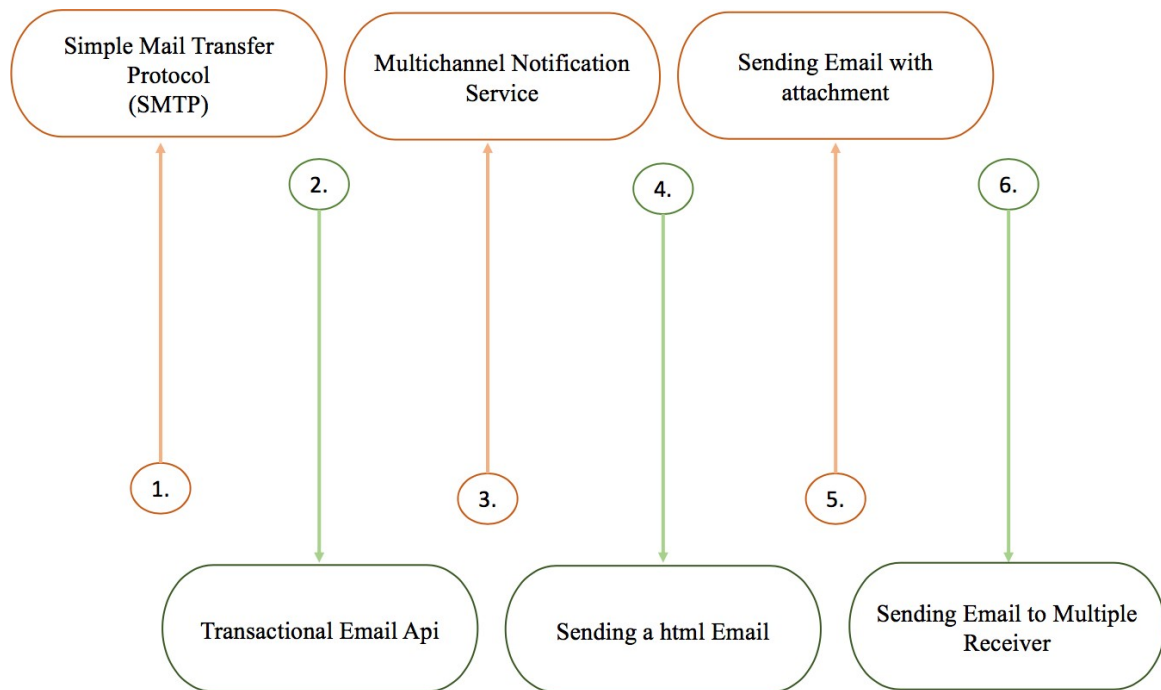 Simple Mail Transfer
Protocol
(SMTP)
Multichannel Notification
Service
Sending Email with
attachment
2.
4.
6.
1.
3.
5.
Transactional Email Api
Sending a html Email
Sending Email to Multiple
Receiver